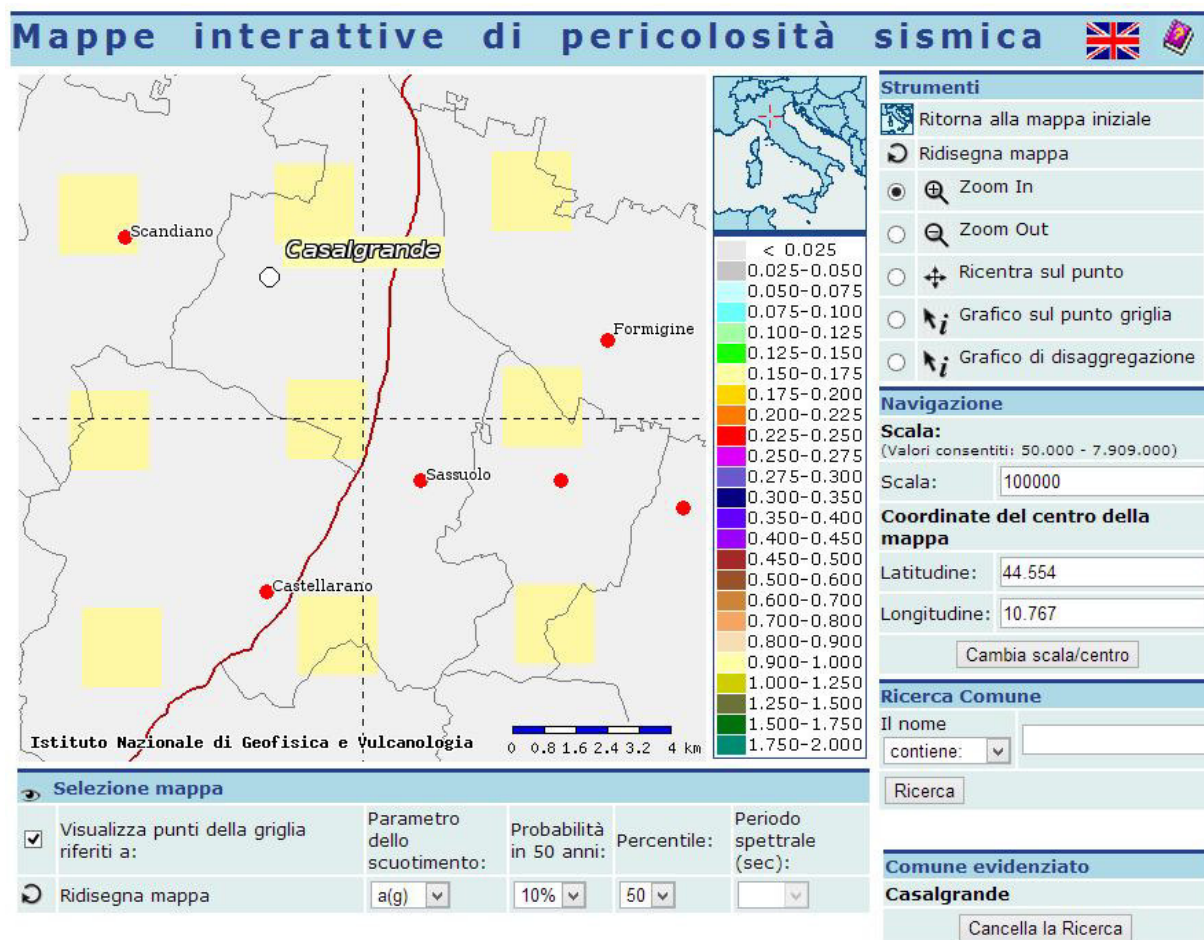 Mappe interattive di pericolosità sismica
Scandiano
Casalgrande
Formigine
Sassuolo
Castellarano
Istituto Nazionale di Geofisica e Vulcanologia
0 0.8 1.6 2.4 3.2 4 km
< 0.025
0.025-0.050
0.050-0.075
0.075-0.100
0.100-0.125
0.125-0.150
0.150-0.175
0.175-0.200
0.200-0.225
0.225-0.250
0.250-0.275
0.275-0.300
0.300-0.350
0.350-0.400
0.400-0.450
0.450-0.500
0.500-0.600
0.600-0.700
0.700-0.800
0.800-0.900
0.900-1.000
1.000-1.250
1.250-1.500
1.500-1.750
1.750-2.000
Strumenti
Ritorna alla mappa iniziale
Ridisegna mappa
Zoom In
Zoom Out
Ricentra sul punto
i Grafico sul punto griglia
i Grafico di disaggregazione
Navigazione
Scala:
(Valori consentiti: 50.000 - 7.909.000)
Scala: 100000
Coordinate del centro della
mappa
Latitudine: 44.554
Longitudine: 10.767
Cambia scala/centro
Ricerca Comune
Il nome
contiene:
Ricerca
Comune evidenziato
Casalgrande
Cancella la Ricerca
Selezione mappa
Visualizza punti della griglia
riferiti a:
Parametro
dello
scuotimento:
Probabilità
in 50 anni:
Percentile:
Periodo
spettrale
(sec):
Ridisegna mappa
a(g) 10% 50